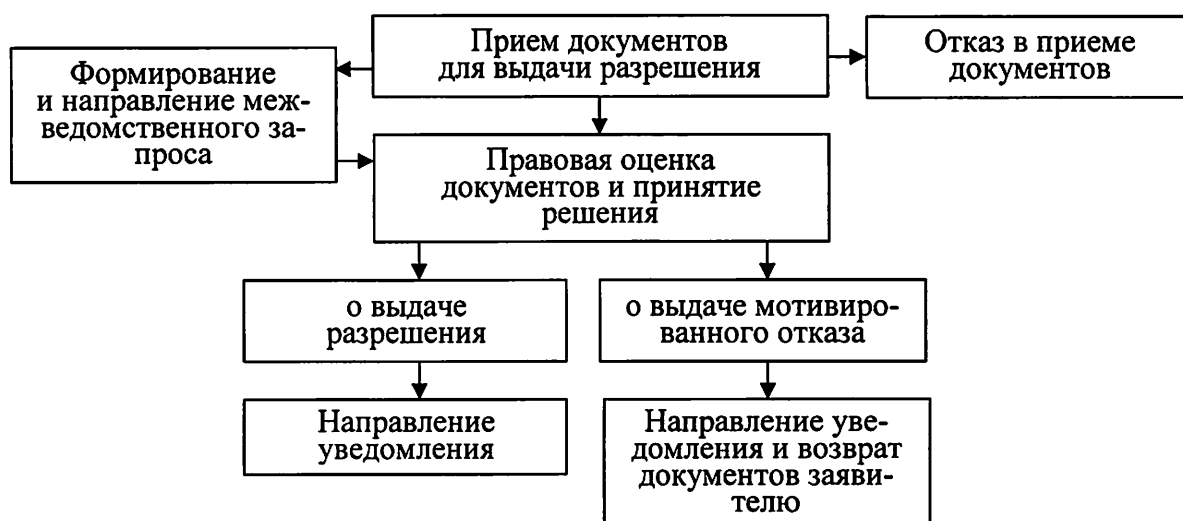 Прием документов
для выдачи разрешения
Отказ в приеме
документов
Формирование
и направление меж-
ведомственного за-
проса
Правовая оценка
документов и принятие
решения
о выдаче
разрешения
о выдаче мотивиро-
ванного отказа
Направление
уведомления
Направление уве-
домления и возврат
документов заяви-
телю